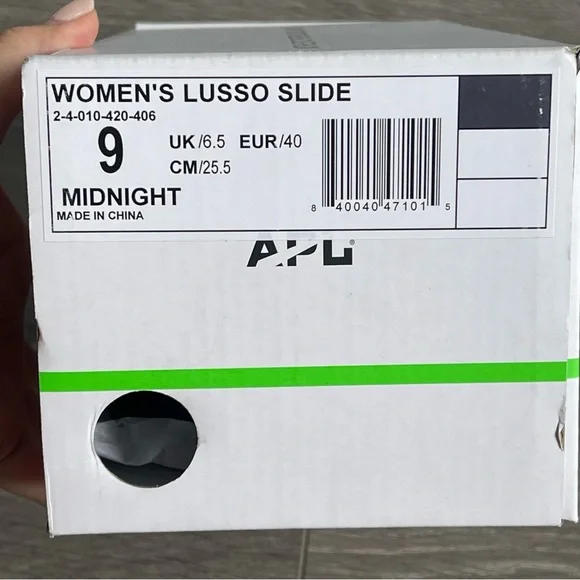 WOMEN'S LUSSO SLIDE
2-4-010-420-406
9 UK/6.5 EUR/40
CM/25.5
MIDNIGHT
MADE IN CHINA
8 40040 47101 5
APL®